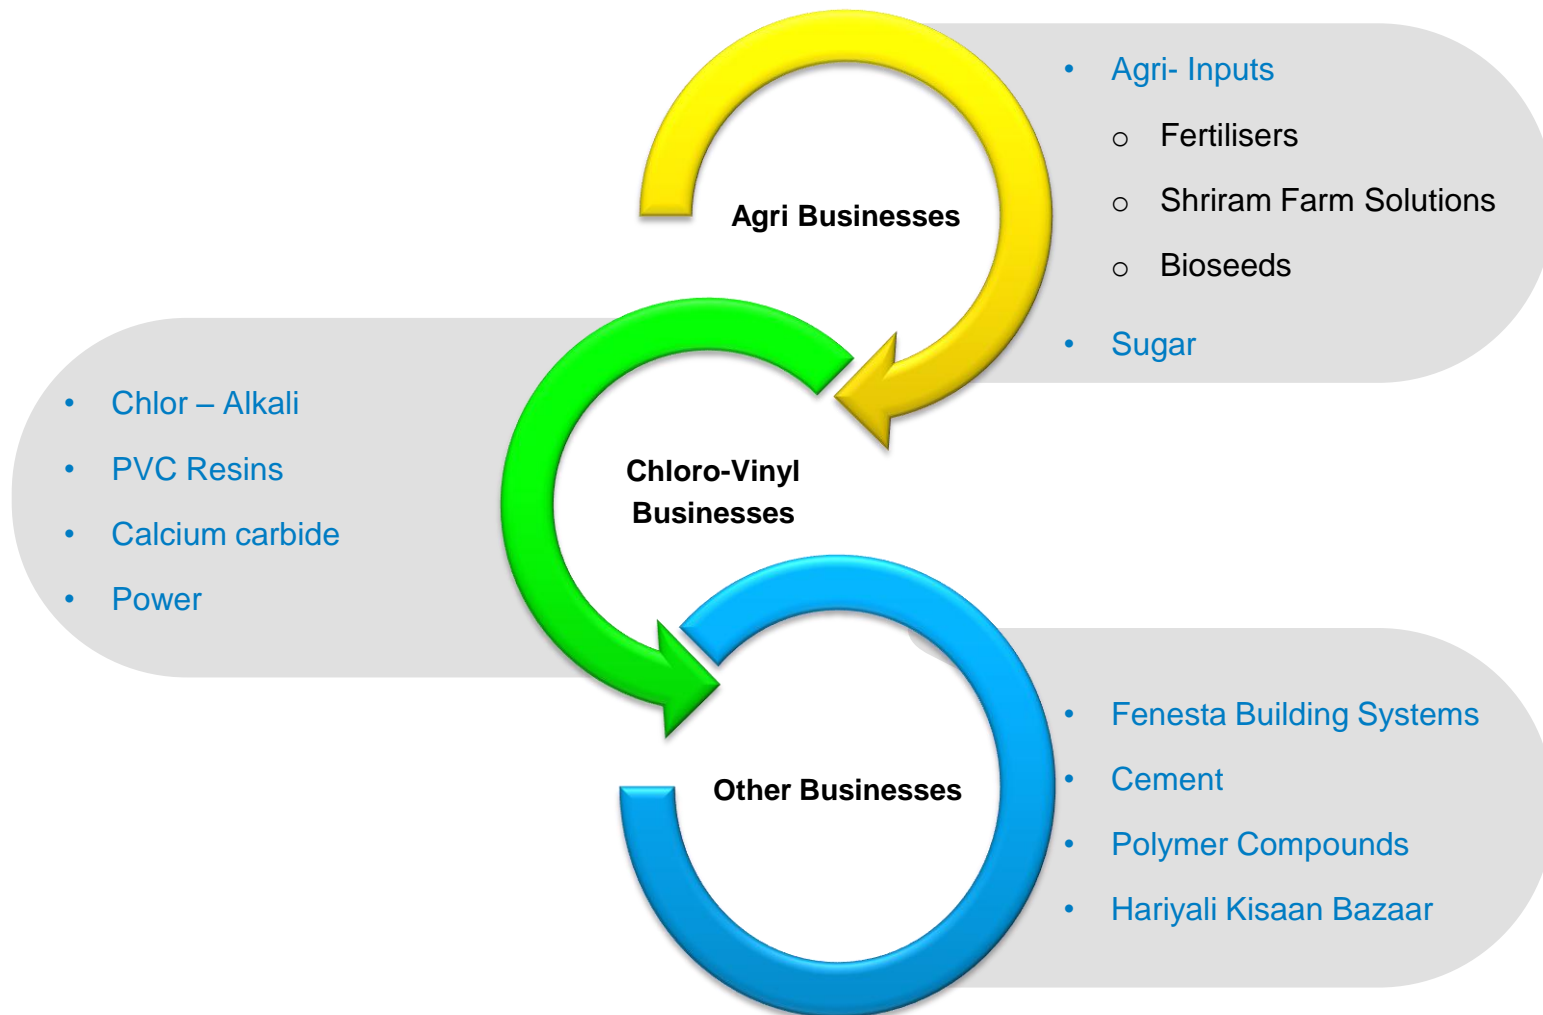 Agri Businesses
• Agri- Inputs
o Fertilisers
o Shriram Farm Solutions
o Bioseeds
• Sugar
Chloro-Vinyl
Businesses
• Chlor – Alkali
• PVC Resins
• Calcium carbide
• Power
Other Businesses
• Fenesta Building Systems
• Cement
• Polymer Compounds
• Hariyali Kisaan Bazaar